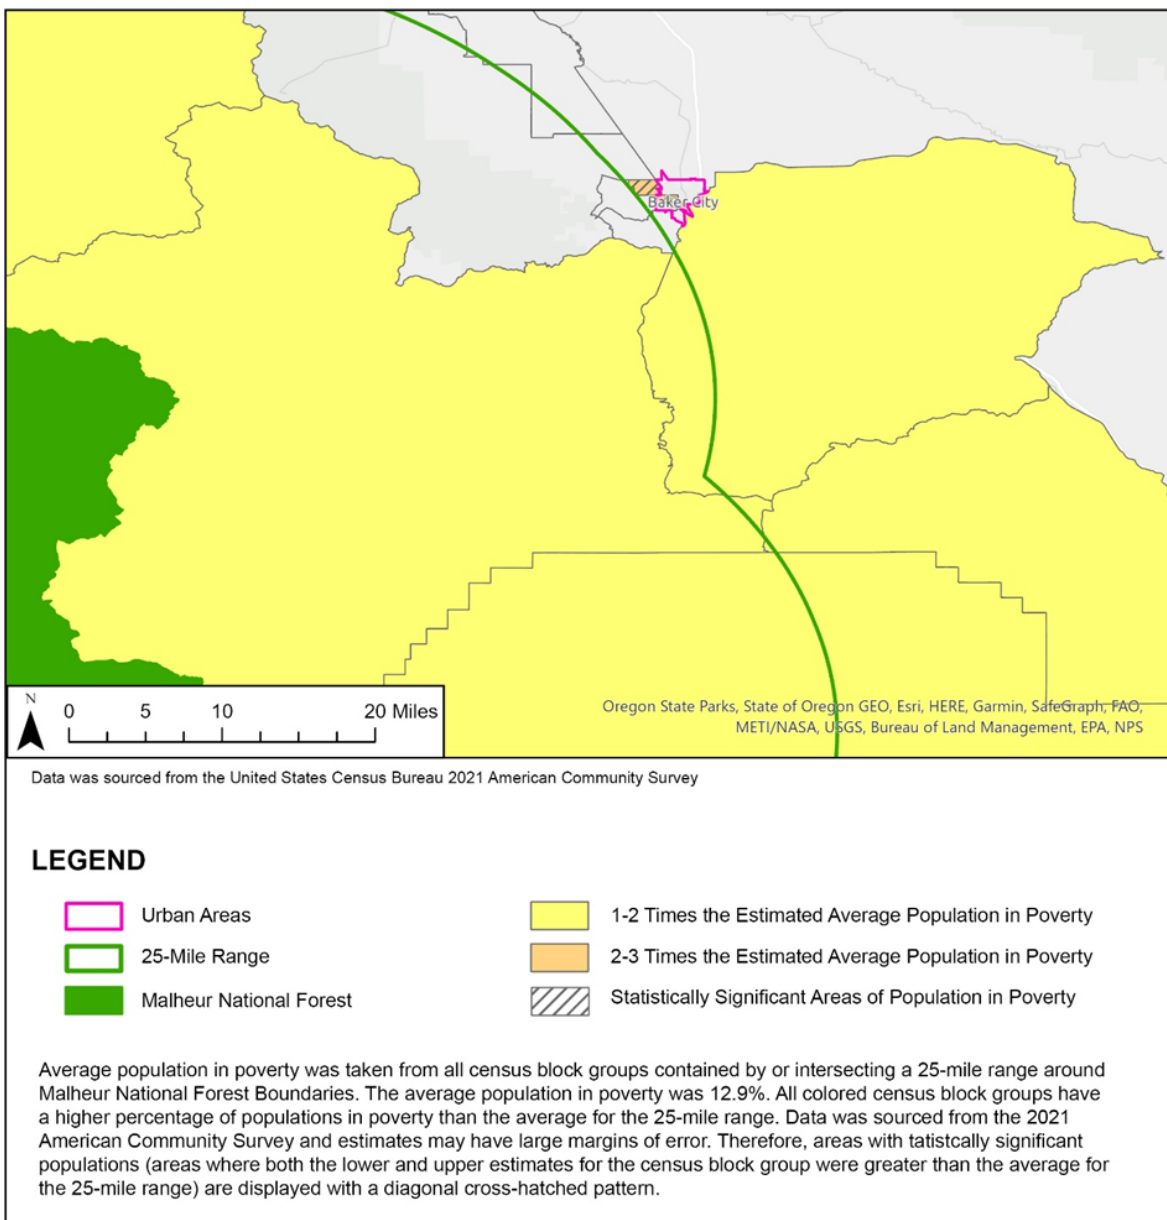 Baker City
N
0 5 10 20 Miles
Oregon State Parks, State of Oregon GEO, Esri, HERE, Garmin, SafeGraph, FAO,
METI/NASA, USGS, Bureau of Land Management, EPA, NPS
Data was sourced from the United States Census Bureau 2021 American Community Survey
LEGEND
Urban Areas
25-Mile Range
Malheur National Forest
1-2 Times the Estimated Average Population in Poverty
2-3 Times the Estimated Average Population in Poverty
Statistically Significant Areas of Population in Poverty
Average population in poverty was taken from all census block groups contained by or intersecting a 25-mile range around
Malheur National Forest Boundaries. The average population in poverty was 12.9%. All colored census block groups have
a higher percentage of populations in poverty than the average for the 25-mile range. Data was sourced from the 2021
American Community Survey and estimates may have large margins of error. Therefore, areas with tatistcally significant
populations (areas where both the lower and upper estimates for the census block group were greater than the average for
the 25-mile range) are displayed with a diagonal cross-hatched pattern.